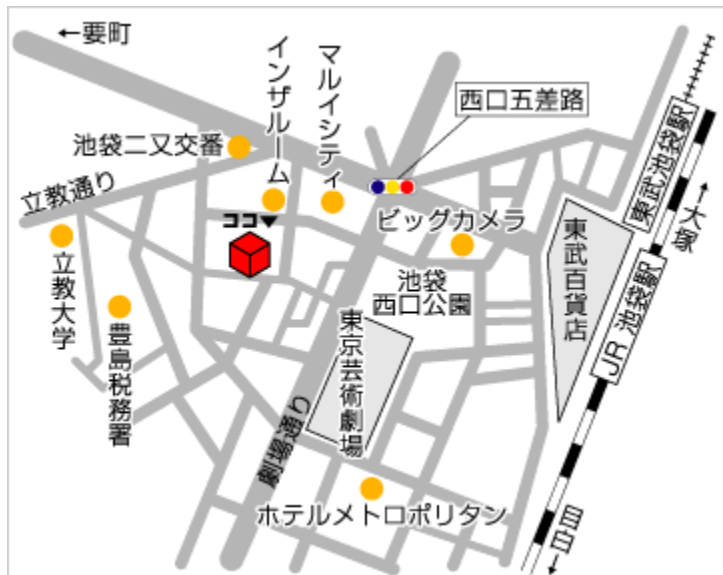 ←要町
インザルーム
マルイシティ
西口五差路
池袋二又交番
東武池袋駅
立教通り
←大塚
ココ▼
ビッグカメラ
立教大学
東武百貨店
池袋
西口公園
JR 池袋駅
豊島税務署
東京芸術劇場
劇場通り
ホテルメトロポリタン
目白←